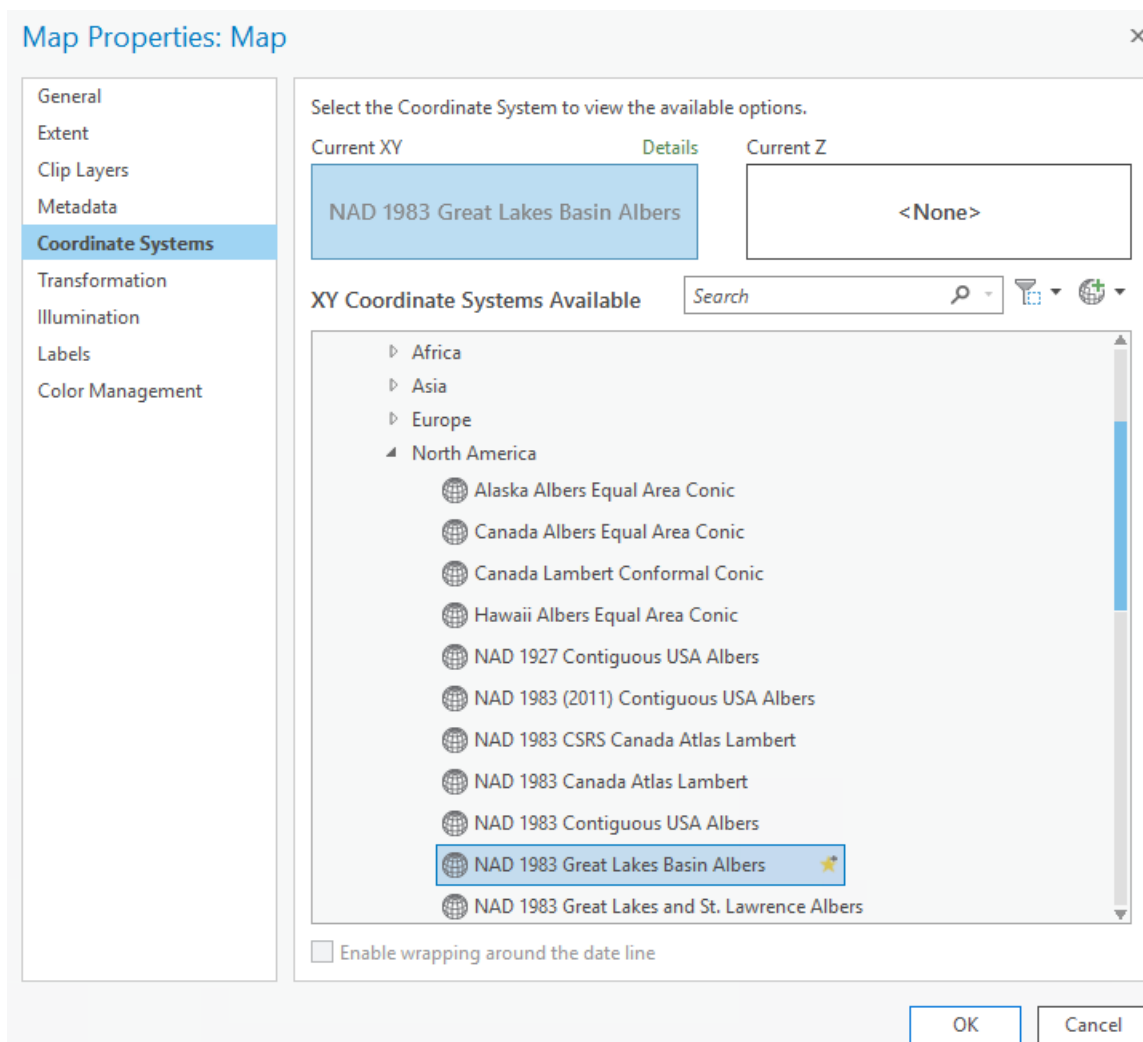 Map Properties: Map
General
Extent
Clip Layers
Metadata
Coordinate Systems
Transformation
Illumination
Labels
Color Management
Select the Coordinate System to view the available options.
Current XY Details Current Z
NAD 1983 Great Lakes Basin Albers <None>
XY Coordinate Systems Available Search
Africa
Asia
Europe
North America
Alaska Albers Equal Area Conic
Canada Albers Equal Area Conic
Canada Lambert Conformal Conic
Hawaii Albers Equal Area Conic
NAD 1927 Contiguous USA Albers
NAD 1983 (2011) Contiguous USA Albers
NAD 1983 CSRS Canada Atlas Lambert
NAD 1983 Canada Atlas Lambert
NAD 1983 Contiguous USA Albers
NAD 1983 Great Lakes Basin Albers
NAD 1983 Great Lakes and St. Lawrence Albers
Enable wrapping around the date line
OK Cancel